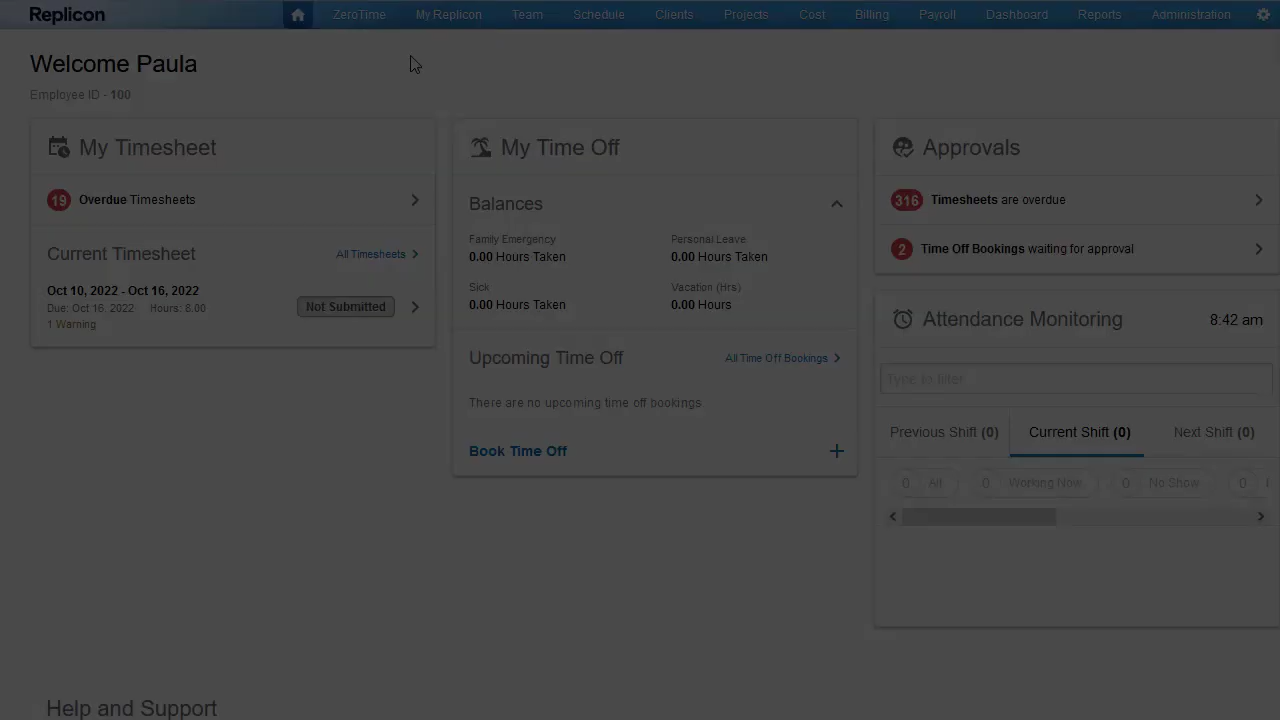 Replicon
ZeroTime My Replicon Team Schedule Clients Projects Cost Billing Payroll Dashboard Reports Administration
Welcome Paula
Employee ID - 100
My Timesheet
19 Overdue Timesheets
Current Timesheet All Timesheets
Oct 10, 2022 - Oct 16, 2022
Due: Oct 16, 2022 Hours: 8.00 Not Submitted
1 Warning
My Time Off
Balances
Family Emergency Personal Leave
0.00 Hours Taken 0.00 Hours Taken
Sick Vacation (Hrs)
0.00 Hours Taken 0.00 Hours
Upcoming Time Off All Time Off Bookings
There are no upcoming time off bookings
Book Time Off
Approvals
316 Timesheets are overdue
2 Time Off Bookings waiting for approval
Attendance Monitoring 8:42 am
Type to filter
Previous Shift (0) Current Shift (0) Next Shift (0)
0 All 0 Working Now 0 No Show 0
Help and Support